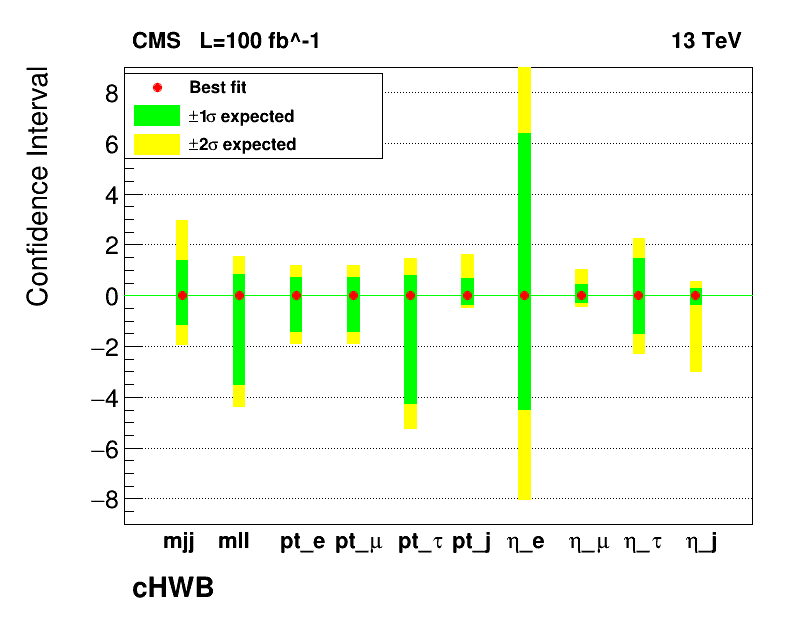 CMS L=100 fb^-1 13 TeV
Confidence Interval
Best fit
±1σ expected
±2σ expected
8
6
4
2
0
−2
−4
−6
−8
mjj mll pt_e pt_μ pt_τ pt_j η_e η_μ η_τ η_j
cHWB